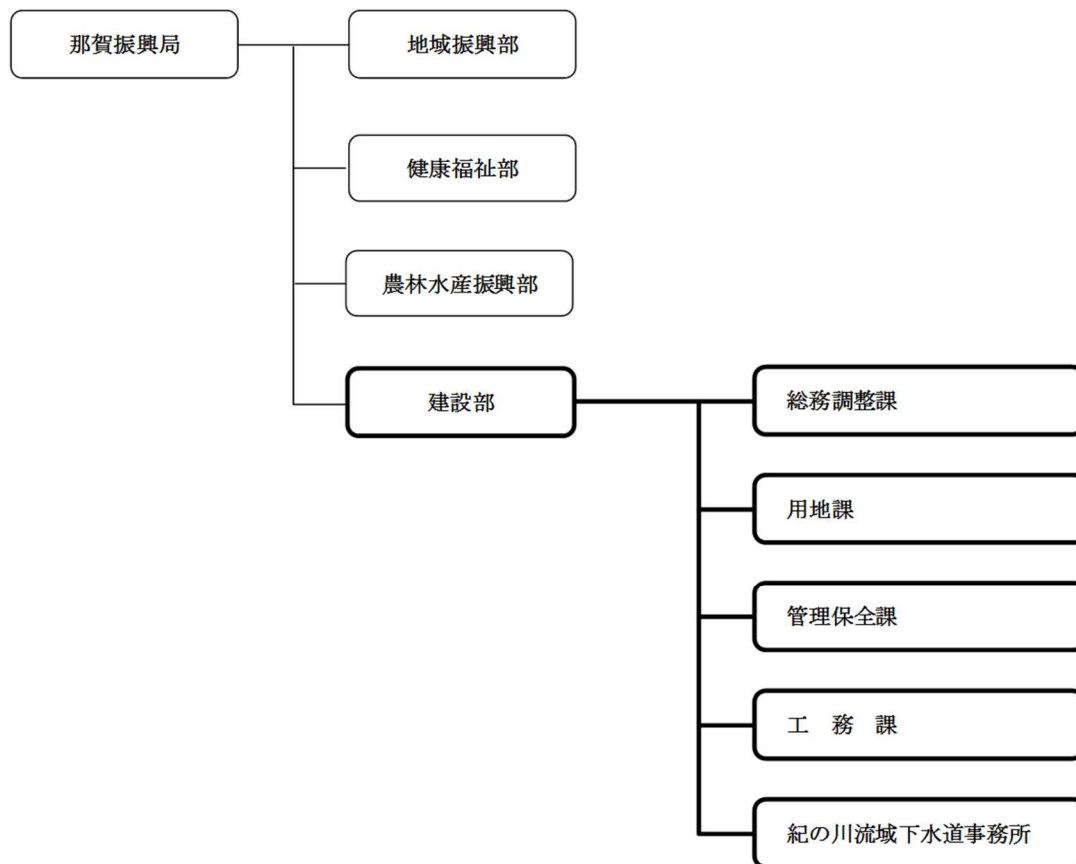 那賀振興局
地域振興部
健康福祉部
農林水産振興部
建設部
総務調整課
用地課
管理保全課
工　務　課
紀の川流域下水道事務所